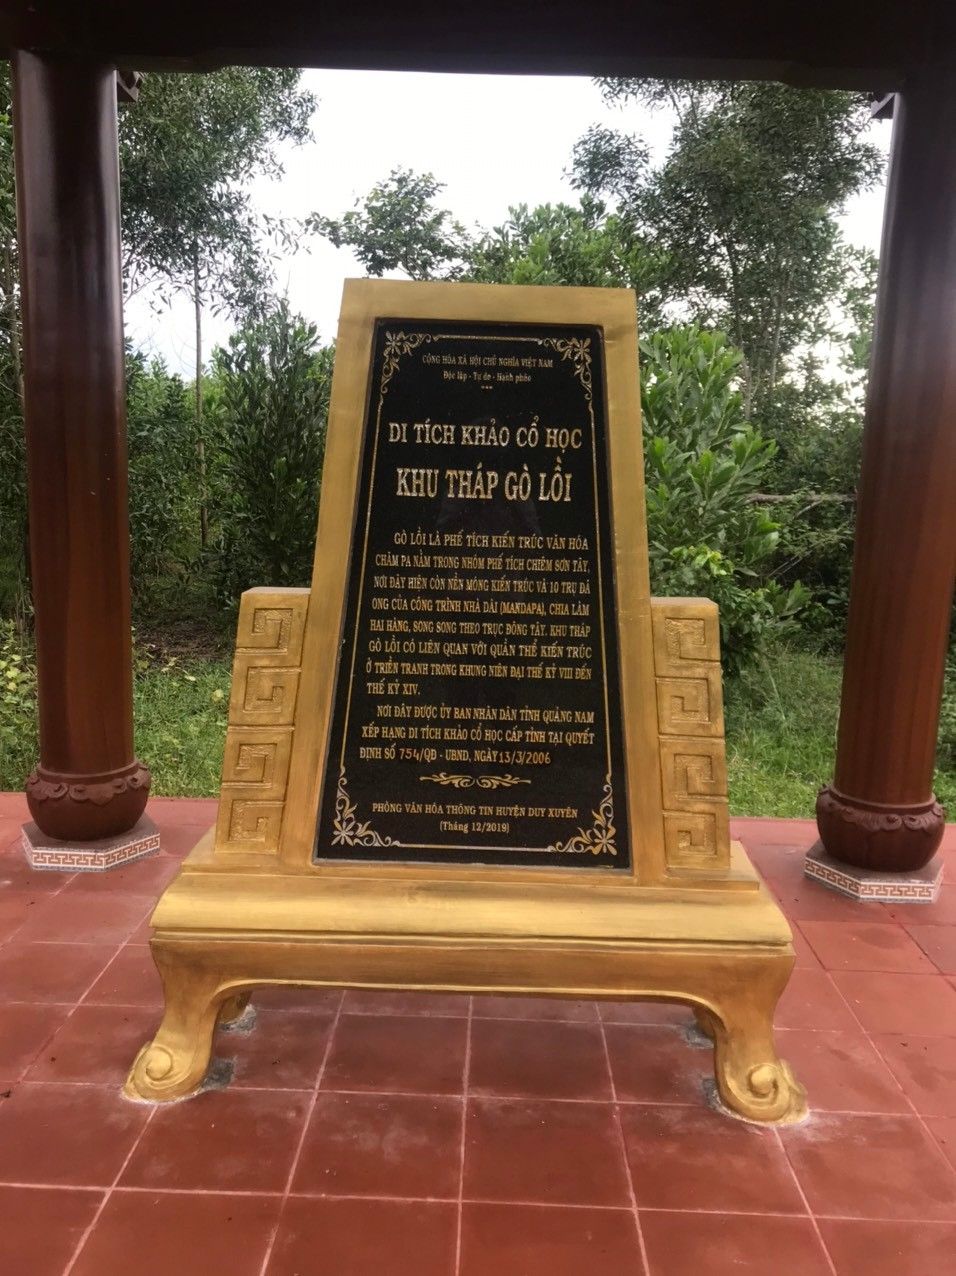 CỘNG HÒA XÃ HỘI CHỦ NGHĨA VIỆT NAM
Độc lập - Tự do - Hạnh phúc
***
DI TÍCH KHẢO CỔ HỌC
KHU THÁP GÒ LỒI
GÒ LỒI LÀ PHẾ TÍCH KIẾN TRÚC VĂN HÓA
CHĂM PA NẰM TRONG NHÓM PHẾ TÍCH CHIÊM SƠN TÂY,
NƠI ĐÂY HIỆN CÒN NỀN MÓNG KIẾN TRÚC VÀ 10 TRỤ ĐÁ
ONG CỦA CÔNG TRÌNH NHÀ DÀI (MANDAPA), CHIA LÀM
HAI HÀNG, SONG SONG THEO TRỤC ĐÔNG TÂY. KHU THÁP
GÒ LỒI CÓ LIÊN QUAN VỚI QUẦN THỂ KIẾN TRÚC
Ở TRIỀN TRANH TRONG KHUNG NIÊN ĐẠI THẾ KỶ VIII ĐẾN
THẾ KỶ XIV.
NƠI ĐÂY ĐƯỢC ỦY BAN NHÂN DÂN TỈNH QUẢNG NAM
XẾP HẠNG DI TÍCH KHẢO CỔ HỌC CẤP TỈNH TẠI QUYẾT
ĐỊNH SỐ 754/QĐ - UBND, NGÀY 13/3/2006
PHÒNG VĂN HÓA THÔNG TIN HUYỆN DUY XUYÊN
(Tháng 12/2019)